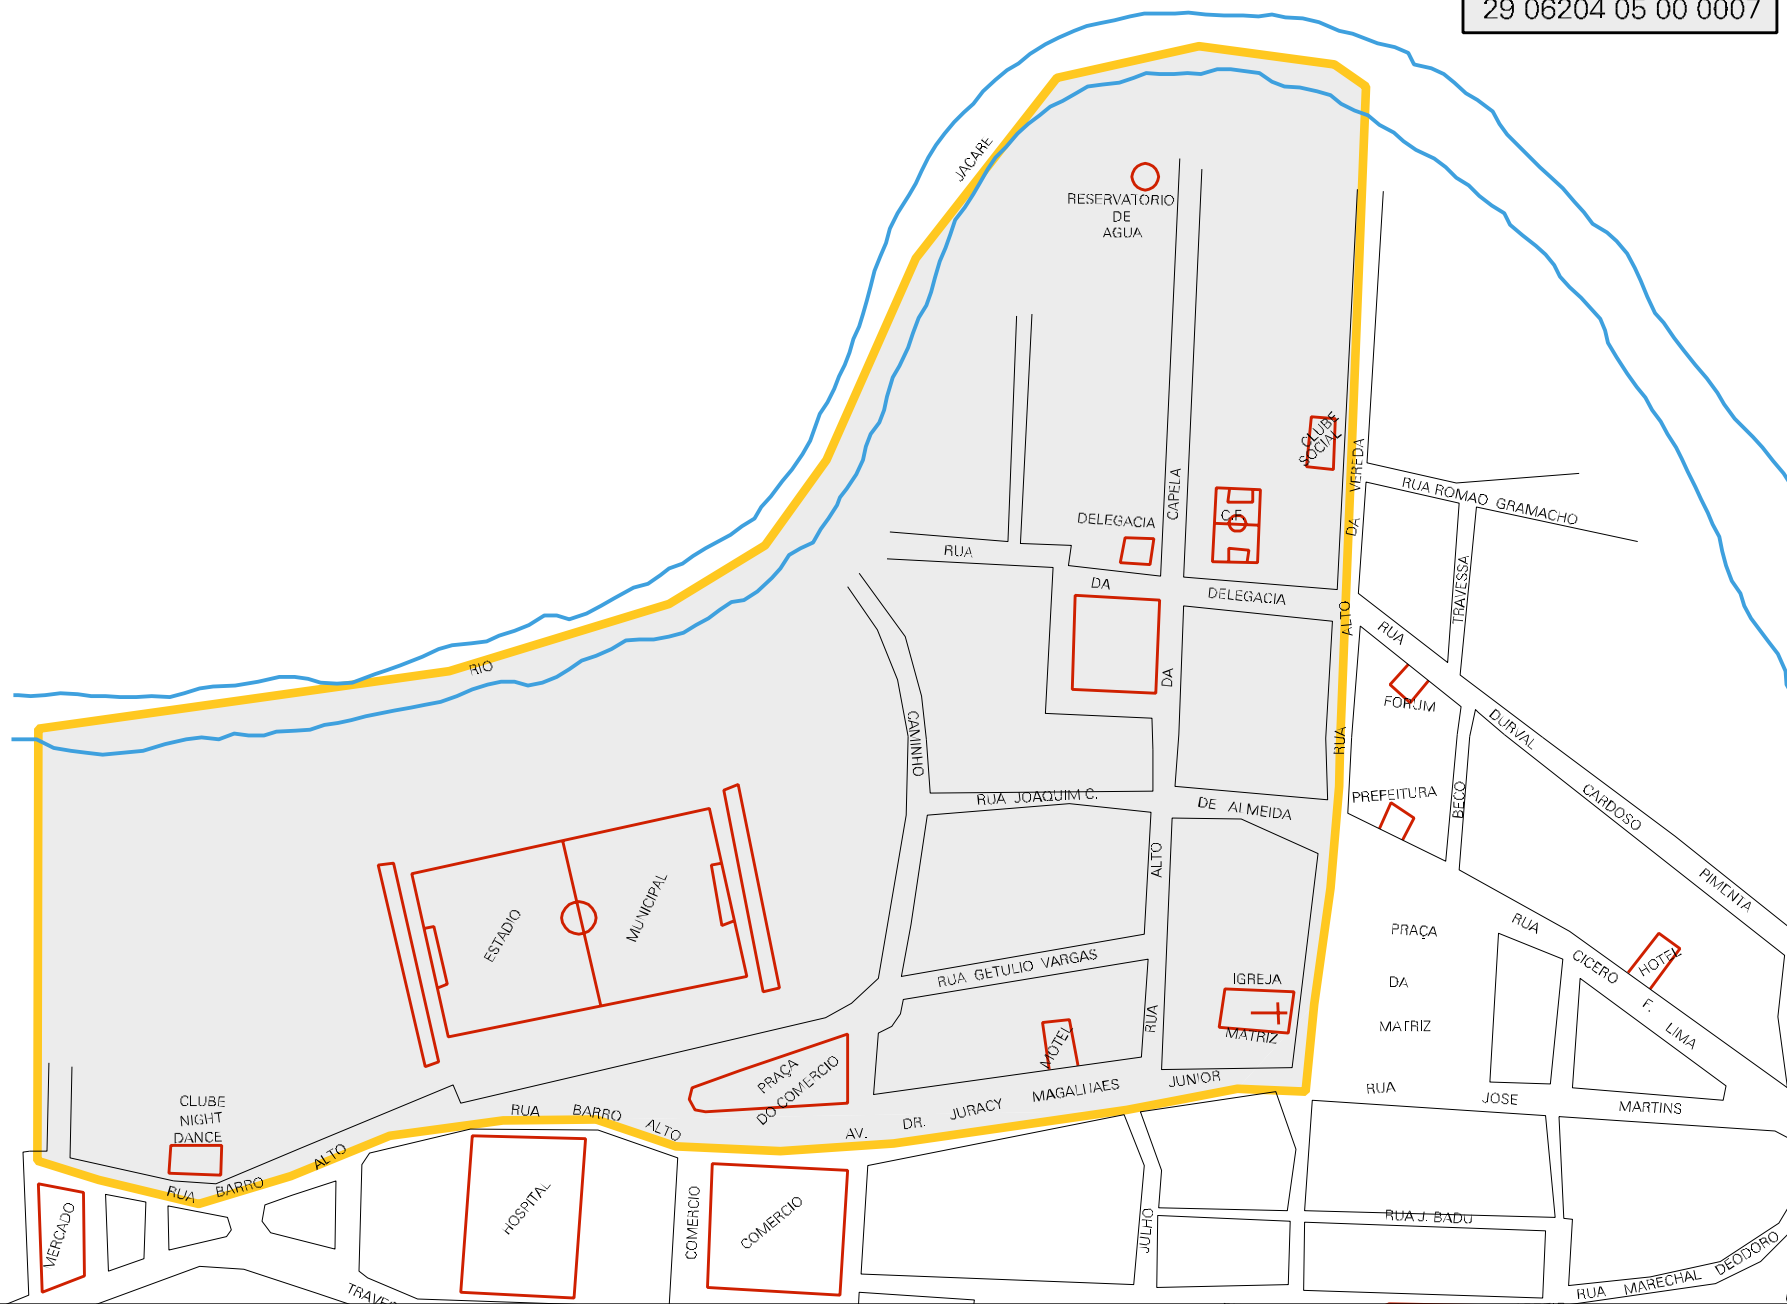 29 06204 05 00 0007
JACARE
RESERVATORIO
DE
AGUA
CLUBE
SOCIAL
CAPELA
VEREDA
RUA ROMAO GRAMACHO
DELEGACIA
C.F.
DA
RUA
DA
DELEGACIA
TRAVESSA
ALTO
RUA
RIO
DA
FORUM
CAMINHO
RUA
DURVAL
PREFEITURA
BECO
CARDOSO
RUA JOAQUIM C.
DE ALMEIDA
ALTO
PIMENTA
ESTADIO
MUNICIPAL
PRAÇA
DA
MATRIZ
RUA
CICERO
F.
LIMA
HOTEL
RUA GETULIO VARGAS
IGREJA
MATRIZ
RUA
MOTEL
PRAÇA
DO COMERCIO
CLUBE
NIGHT
DANCE
RUA BARRO ALTO
AV. DR. JURACY MAGALHAES JUNIOR
RUA JOSE MARTINS
RUA BARRO ALTO
MERCADO
HOSPITAL
COMERCIO
COMERCIO
JULHO
RUA J. BADU
RUA MARECHAL DEODORO